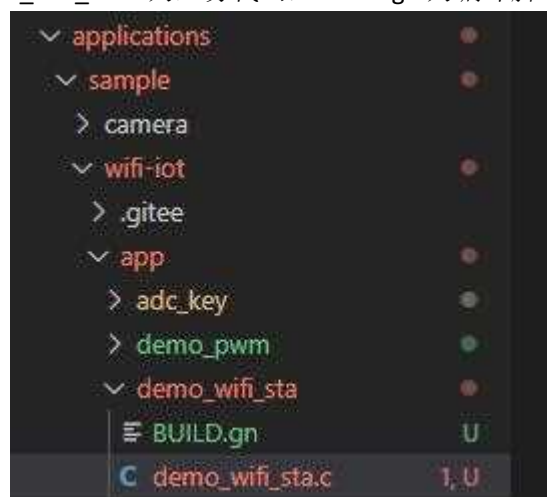 applications
sample
camera
wifi-iot
.gitee
app
adc_key
demo_pwm
demo_wifi_sta
BUILD.gn U
C demo_wifi_sta.c 1, U